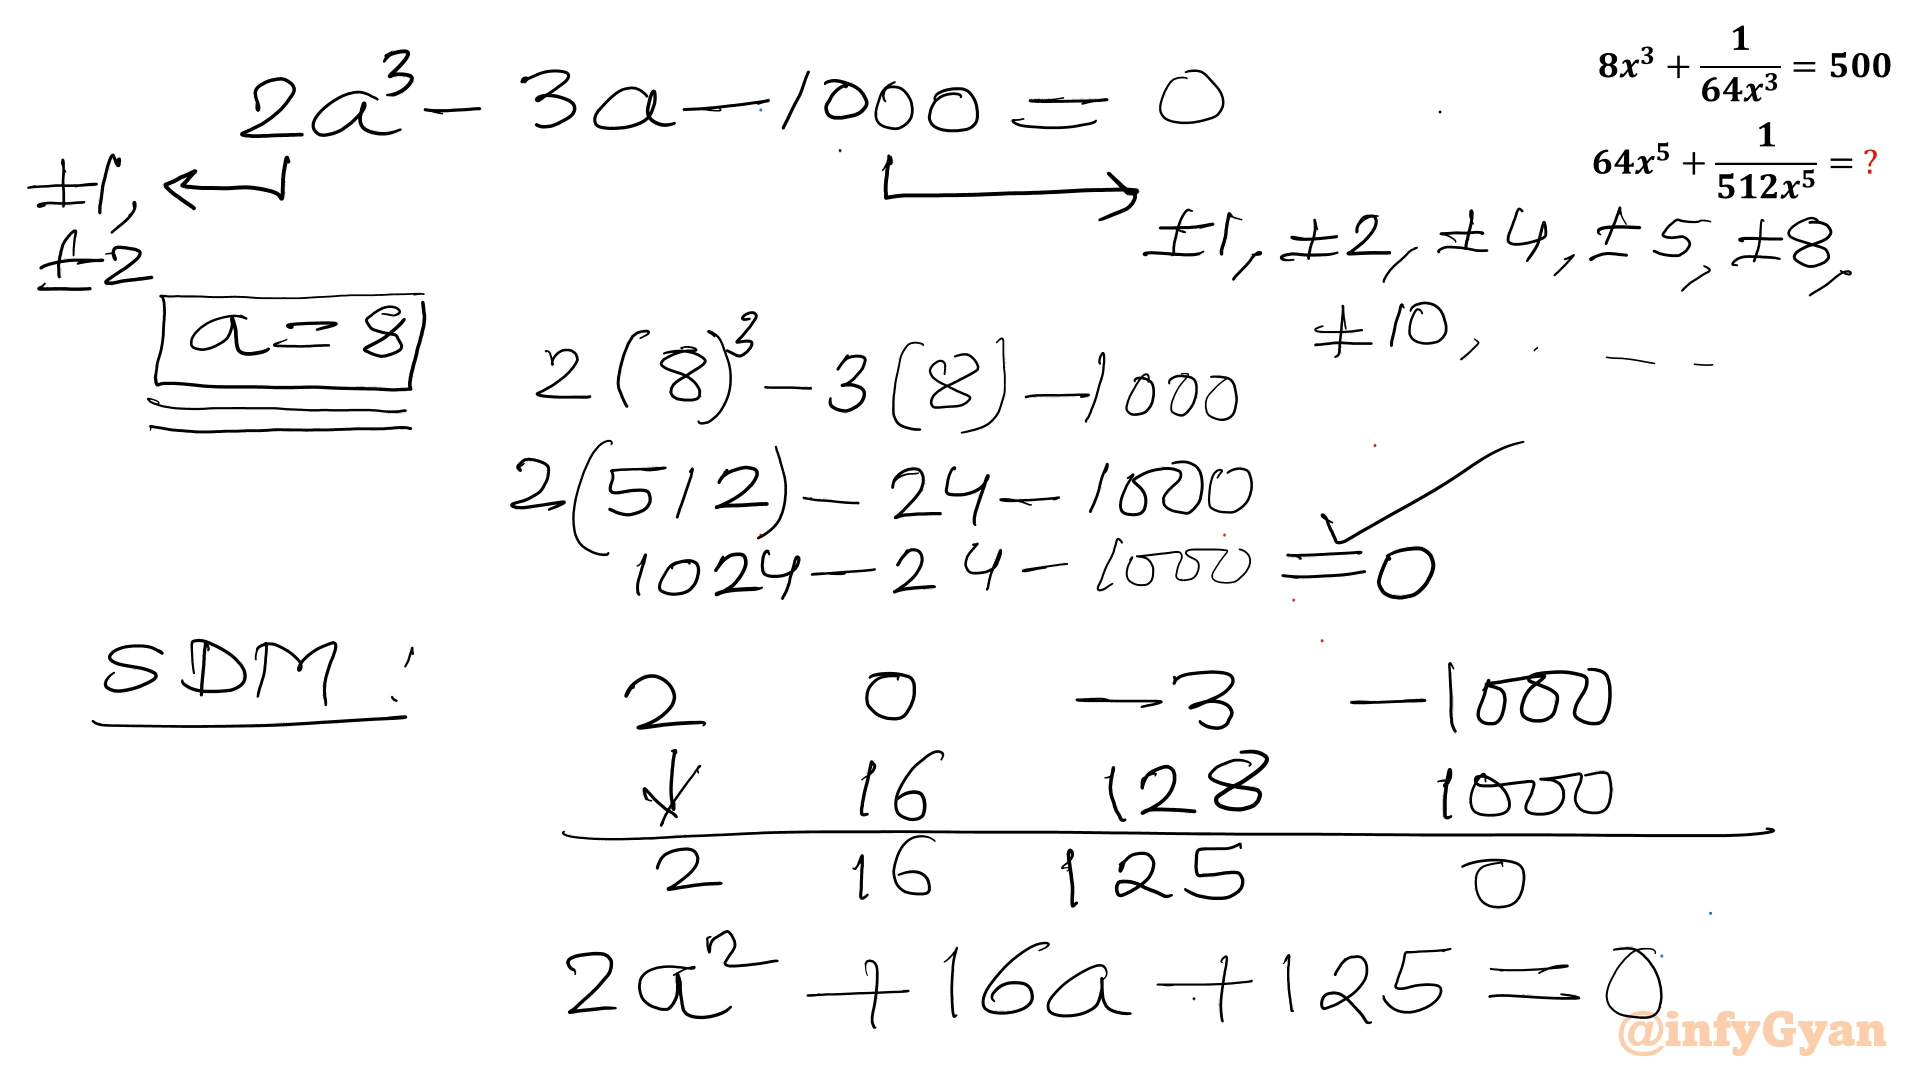 2a³ - 3a - 1000 = 0
8x³ + 1/64x³ = 500
64x⁵ + 1/512x⁵ = ?
±1,
±2
±1, ±2, ±4, ±5, ±8,
±10, . _ _
a = 8
2(8)³ - 3(8) - 1000
2(512) - 24 - 1000
1024 - 24 - 1000 = 0
SDM :
2 0 -3 -1000
↓ 16 128 1000
2 16 125 0
2a² + 16a + 125 = 0
@infyGyan